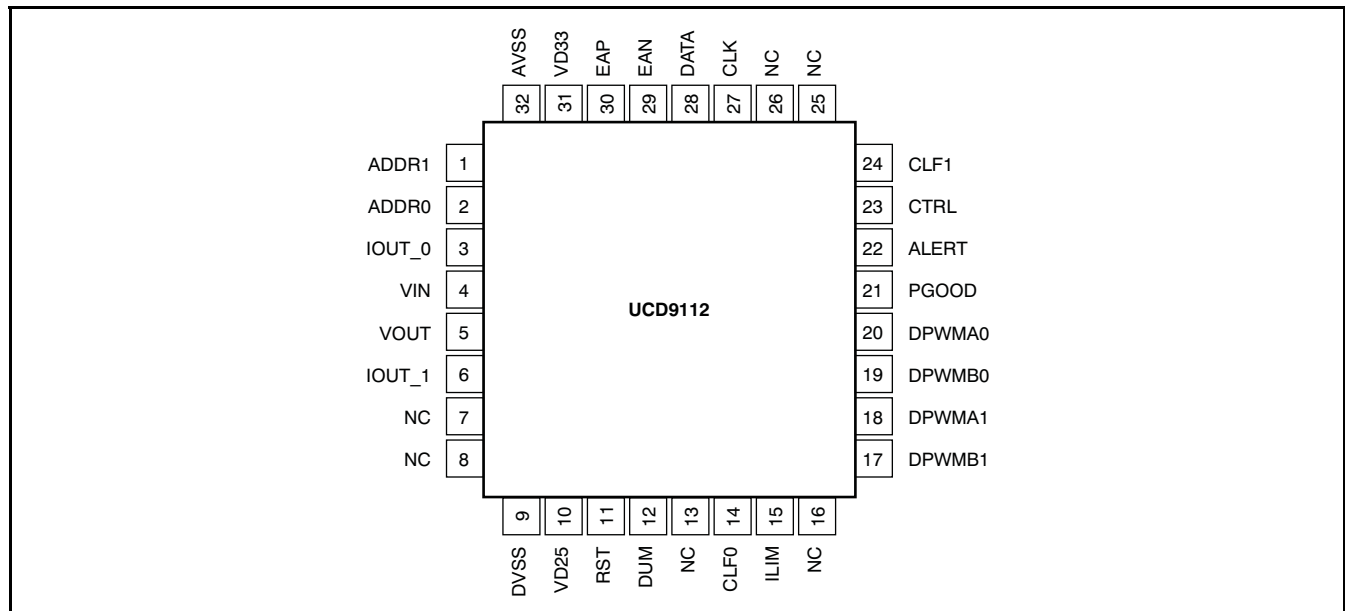 AVSS VD33 EAP EAN DATA CLK NC NC
32 31 30 29 28 27 26 25
ADDR1 1 24 CLF1
ADDR0 2 23 CTRL
IOUT_0 3 22 ALERT
VIN 4 21 PGOOD
UCD9112
VOUT 5 20 DPWMA0
IOUT_1 6 19 DPWMB0
NC 7 18 DPWMA1
NC 8 17 DPWMB1
9 10 11 12 13 14 15 16
DVSS VD25 RST DUM NC CLF0 ILIM NC